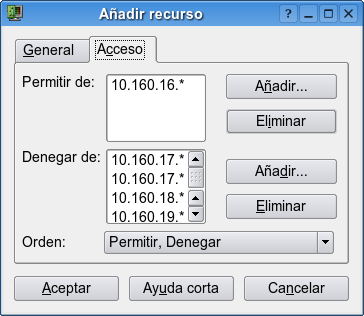 Añadir recurso
General Acceso
Permitir de: 10.160.16.* Añadir...
Eliminar
Denegar de: 10.160.17.* Añadir...
10.160.17.*
10.160.18.* Eliminar
10.160.19.*
Orden: Permitir, Denegar
Aceptar Ayuda corta Cancelar